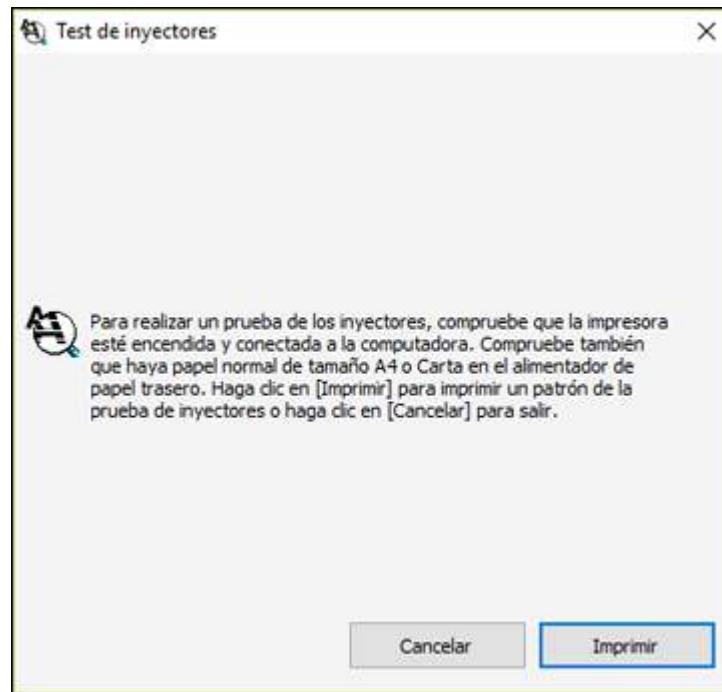 Test de inyectores
Para realizar un prueba de los inyectores, compruebe que la impresora
esté encendida y conectada a la computadora. Compruebe también
que haya papel normal de tamaño A4 o Carta en el alimentador de
papel trasero. Haga clic en [Imprimir] para imprimir un patrón de la
prueba de inyectores o haga clic en [Cancelar] para salir.
Cancelar
Imprimir